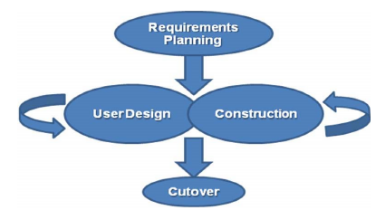 Requirements
Planning
User Design
Construction
Cutover